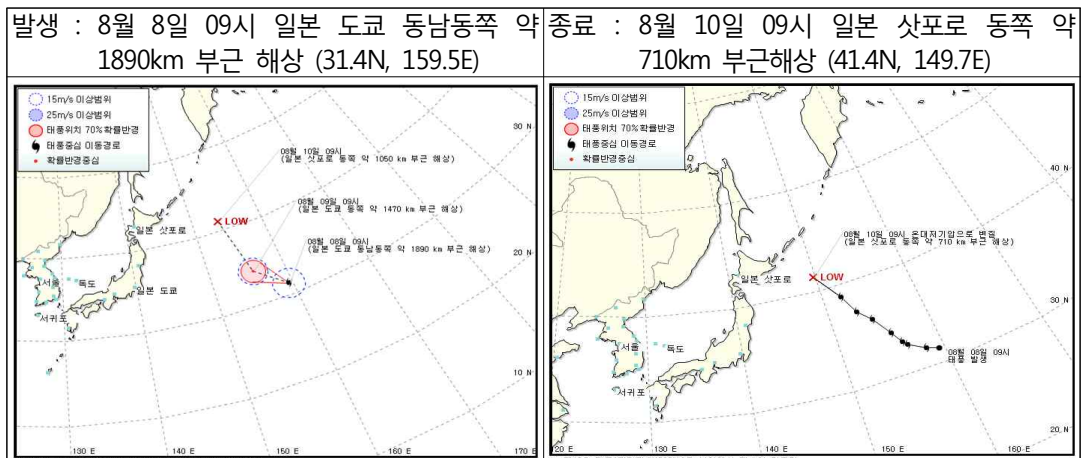 발생 : 8월 8일 09시 일본 도쿄 동남동쪽 약
1890km 부근 해상 (31.4N, 159.5E)
종료 : 8월 10일 09시 일본 삿포로 동쪽 약
710km 부근해상 (41.4N, 149.7E)
15m/s 이상범위
25m/s 이상범위
태풍위치 70%확률반경
태풍중심 이동경로
확률반경중심
08월 10일 09시
(일본 삿포로 동쪽 약 1050 km 부근 해상)
08월 09일 09시
(일본 도쿄 동쪽 약 1470 km 부근 해상)
08월 08일 09시
(일본 도쿄 동남동쪽 약 1890 km 부근 해상)
LOW
일본 삿포로
서울
독도
일본 도쿄
서귀포
30 N
20 N
10 N
130 E
140 E
150 E
160 E
170 E
15m/s 이상범위
25m/s 이상범위
태풍위치 70%확률반경
태풍중심 이동경로
확률반경중심
08월 10일 09시 온대저기압으로 변질
(일본 삿포로 동쪽 약 710 km 부근 해상)
LOW
일본 삿포로
서울
독도
서귀포
08월 08일 09시
태풍 발생
40 N
30 N
20 N
20 E
130 E
140 E
150 E
160 E